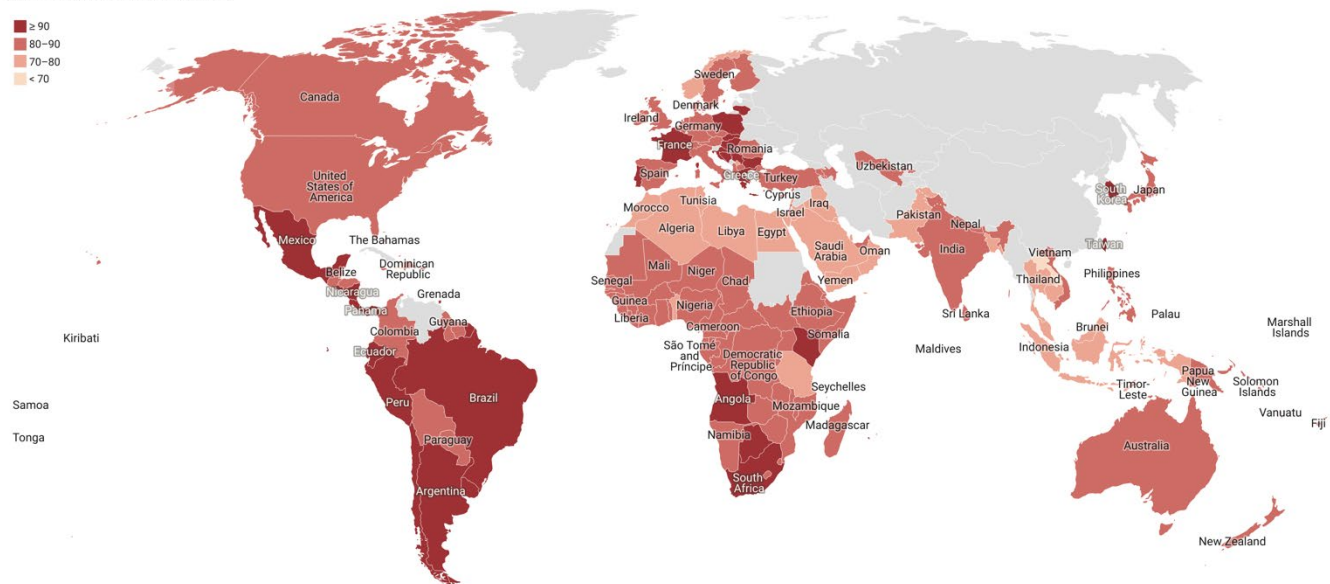 ≥ 90
80–90
70–80
< 70
Canada
United
States of
America
Mexico
The Bahamas
Belize
Dominican
Republic
Nicaragua
Grenada
Panama
Guyana
Colombia
Ecuador
Peru
Brazil
Paraguay
Argentina
Kiribati
Samoa
Tonga
Sweden
Denmark
Ireland
Germany
France
Romania
Spain
Greece
Turkey
Cyprus
Uzbekistan
Morocco
Tunisia
Israel
Iraq
Algeria
Libya
Egypt
Saudi
Arabia
Oman
Yemen
Pakistan
Nepal
India
South
Korea
Japan
Taiwan
Vietnam
Thailand
Philippines
Sri Lanka
Palau
Mali
Niger
Chad
Senegal
Guinea
Nigeria
Liberia
Ethiopia
Cameroon
Somalia
São Tomé
and
Príncipe
Democratic
Republic
of Congo
Maldives
Seychelles
Angola
Mozambique
Madagascar
Namibia
South
Africa
Brunei
Indonesia
Timor-
Leste
Papua
New
Guinea
Solomon
Islands
Marshall
Islands
Vanuatu
Fiji
Australia
New Zealand